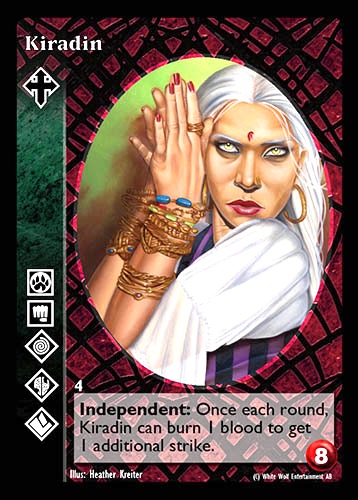 Kiradin
4
Independent: Once each round,
Kiradin can burn 1 blood to get
1 additional strike.
8
Illus: Heather Kreiter
(C) White Wolf Entertainment AB